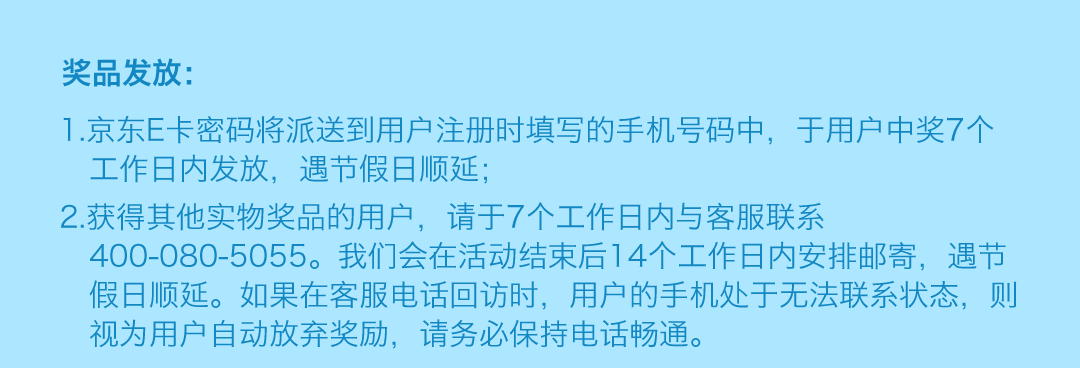 奖品发放：
1.京东E卡密码将派送到用户注册时填写的手机号码中，于用户中奖7个
工作日内发放，遇节假日顺延；
2.获得其他实物奖品的用户，请于7个工作日内与客服联系
400-080-5055。我们会在活动结束后14个工作日内安排邮寄，遇节
假日顺延。如果在客服电话回访时，用户的手机处于无法联系状态，则
视为用户自动放弃奖励，请务必保持电话畅通。